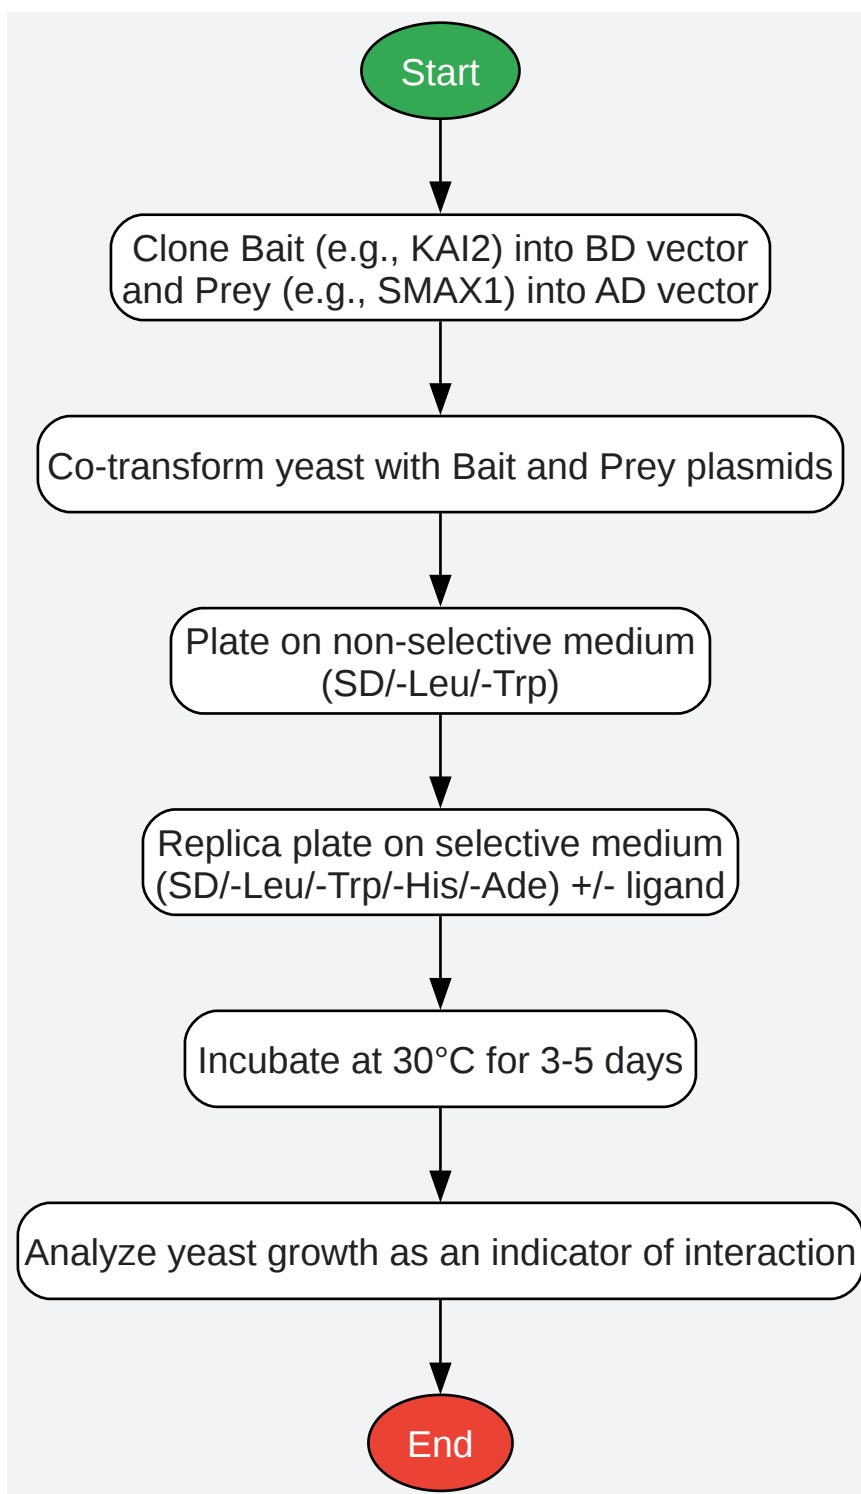 Start
Clone Bait (e.g., KAI2) into BD vector
and Prey (e.g., SMAX1) into AD vector
Co-transform yeast with Bait and Prey plasmids
Plate on non-selective medium
(SD/-Leu/-Trp)
Replica plate on selective medium
(SD/-Leu/-Trp/-His/-Ade) +/- ligand
Incubate at 30°C for 3-5 days
Analyze yeast growth as an indicator of interaction
End